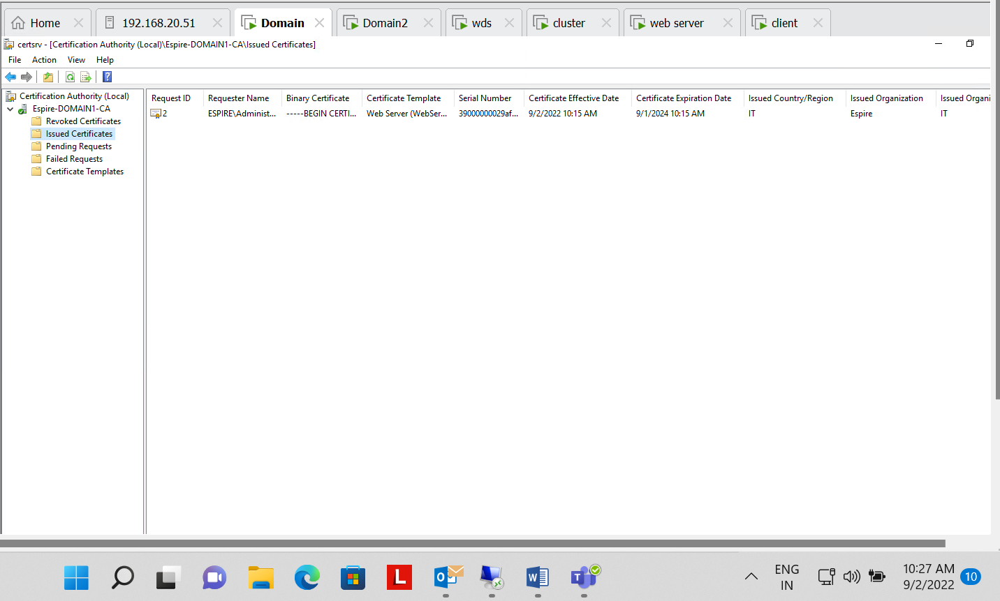 Home
192.168.20.51
Domain
Domain2
wds
cluster
web server
client
certsrv - [Certification Authority (Local)\Espire-DOMAIN1-CA\Issued Certificates]
File Action View Help
Certification Authority (Local)
Espire-DOMAIN1-CA
Revoked Certificates
Issued Certificates
Pending Requests
Failed Requests
Certificate Templates
Request ID Requester Name Binary Certificate Certificate Template Serial Number Certificate Effective Date Certificate Expiration Date Issued Country/Region Issued Organization Issued Organi
2 ESPIRE\Administ... -----BEGIN CERTI... Web Server (WebSer... 39000000029af... 9/2/2022 10:15 AM 9/1/2024 10:15 AM IT Espire IT
L
ENG
IN
10:27 AM
9/2/2022
10